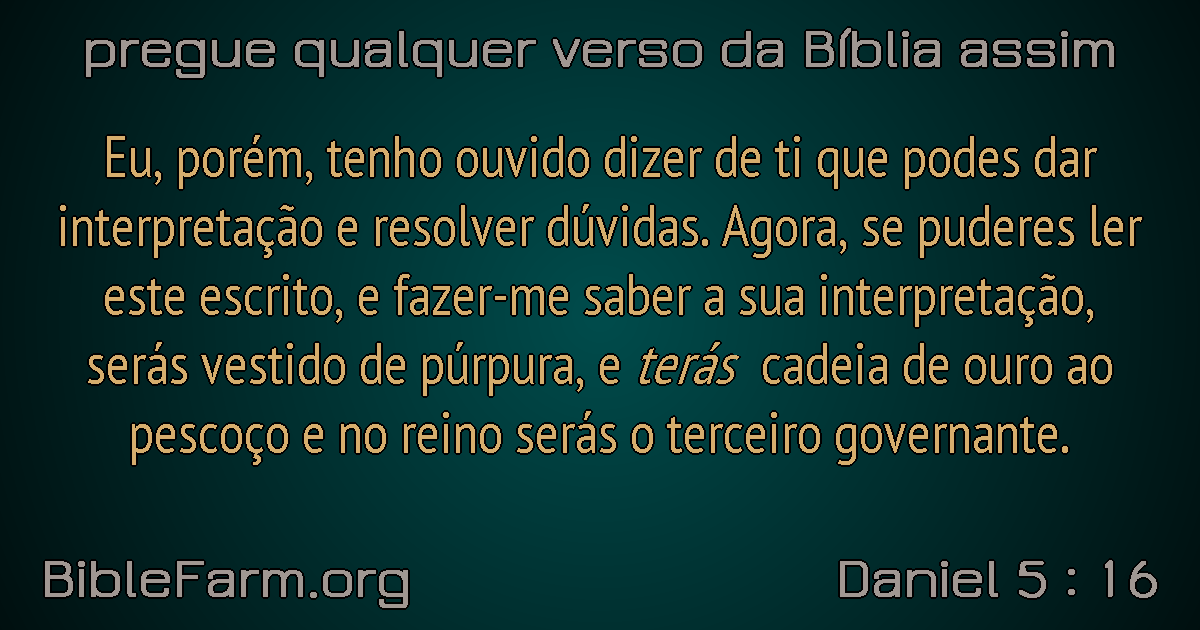 pregue qualquer verso da Bíblia assim
Eu, porém, tenho ouvido dizer de ti que podes dar
interpretação e resolver dúvidas. Agora, se puderes ler
este escrito, e fazer-me saber a sua interpretação,
serás vestido de púrpura, e terás cadeia de ouro ao
pescoço e no reino serás o terceiro governante.
BibleFarm.org
Daniel 5 : 16